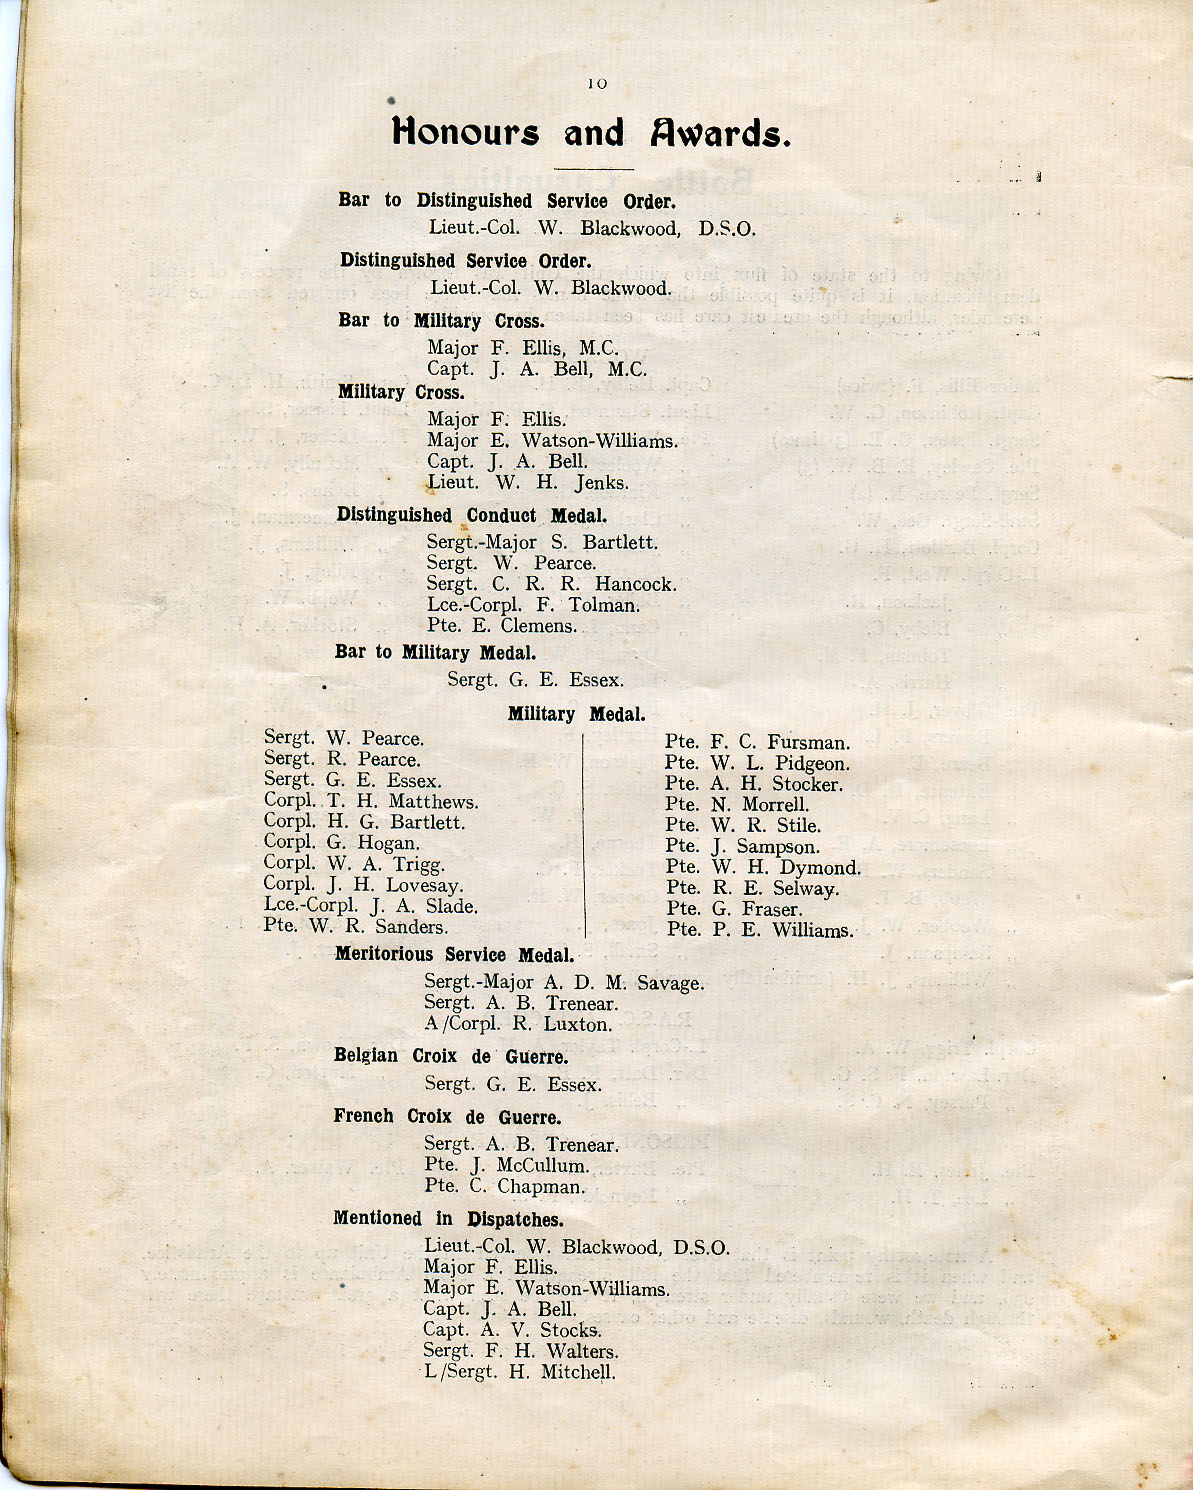 10
Honours and Awards.
Bar to Distinguished Service Order.
Lieut.-Col. W. Blackwood, D.S.O.
Distinguished Service Order.
Lieut.-Col. W. Blackwood.
Bar to Military Cross.
Major F. Ellis, M.C.
Capt. J. A. Bell, M.C.
Military Cross.
Major F. Ellis.
Major E. Watson-Williams.
Capt. J. A. Bell.
Lieut. W. H. Jenks.
Distinguished Conduct Medal.
Sergt.-Major S. Bartlett.
Sergt. W. Pearce.
Sergt. C. R. R. Hancock.
Lce.-Corpl. F. Tolman.
Pte. E. Clemens.
Bar to Military Medal.
Sergt. G. E. Essex.
Military Medal.
Sergt. W. Pearce.
Sergt. R. Pearce.
Sergt. G. E. Essex.
Corpl. T. H. Matthews.
Corpl. H. G. Bartlett.
Corpl. G. Hogan.
Corpl. W. A. Trigg.
Corpl. J. H. Lovesay.
Lce.-Corpl. J. A. Slade.
Pte. W. R. Sanders.
Pte. F. C. Fursman.
Pte. W. L. Pidgeon.
Pte. A. H. Stocker.
Pte. N. Morrell.
Pte. W. R. Stile.
Pte. J. Sampson.
Pte. W. H. Dymond.
Pte. R. E. Selway.
Pte. G. Fraser.
Pte. P. E. Williams.
Meritorious Service Medal.
Sergt.-Major A. D. M. Savage.
Sergt. A. B. Trenear.
A/Corpl. R. Luxton.
Belgian Croix de Guerre.
Sergt. G. E. Essex.
French Croix de Guerre.
Sergt. A. B. Trenear.
Pte. J. McCullum.
Pte. C. Chapman.
Mentioned in Dispatches.
Lieut.-Col. W. Blackwood, D.S.O.
Major F. Ellis.
Major E. Watson-Williams.
Capt. J. A. Bell.
Capt. A. V. Stocks.
Sergt. F. H. Walters.
L/Sergt. H. Mitchell.